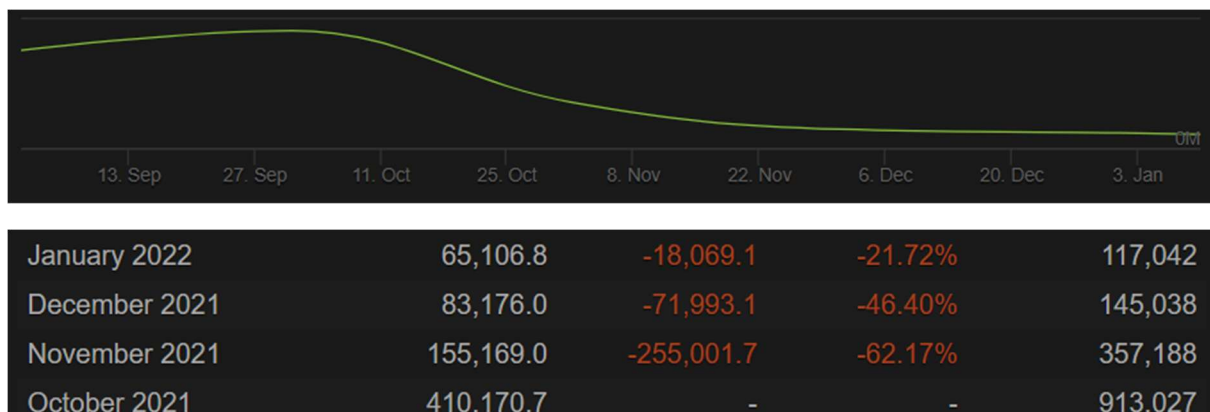 0M
13. Sep 27. Sep 11. Oct 25. Oct 8. Nov 22. Nov 6. Dec 20. Dec 3. Jan
January 2022 65,106.8 -18,069.1 -21.72% 117,042
December 2021 83,176.0 -71,993.1 -46.40% 145,038
November 2021 155,169.0 -255,001.7 -62.17% 357,188
October 2021 410,170.7 - - 913,027